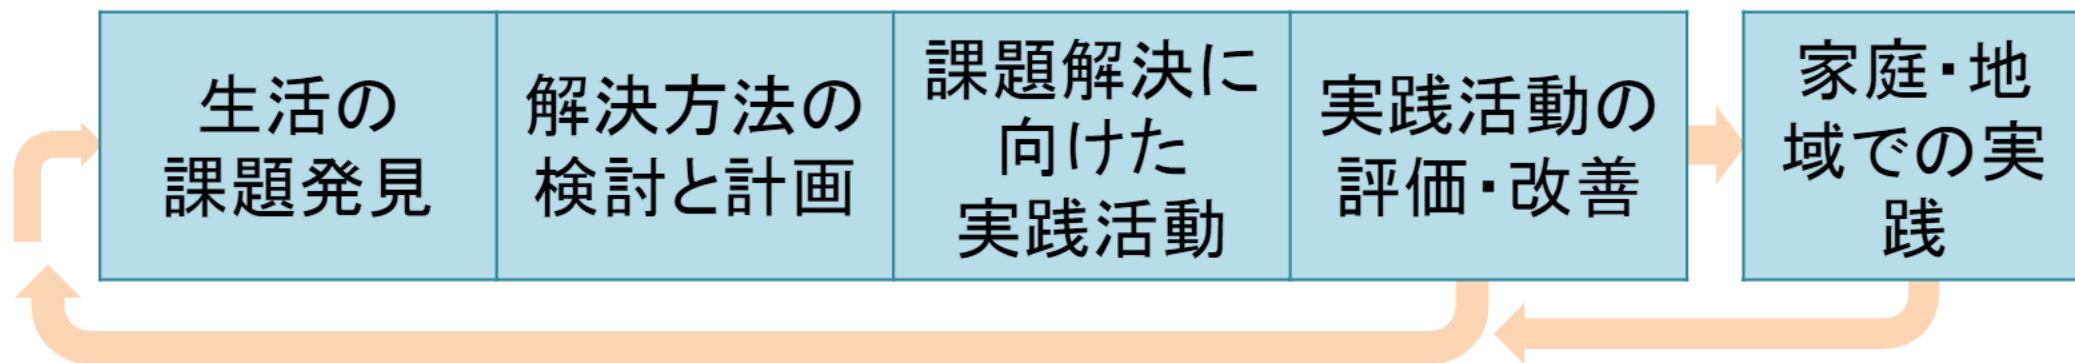 生活の
課題発見
解決方法の
検討と計画
課題解決に
向けた
実践活動
実践活動の
評価・改善
家庭・地
域での実
践